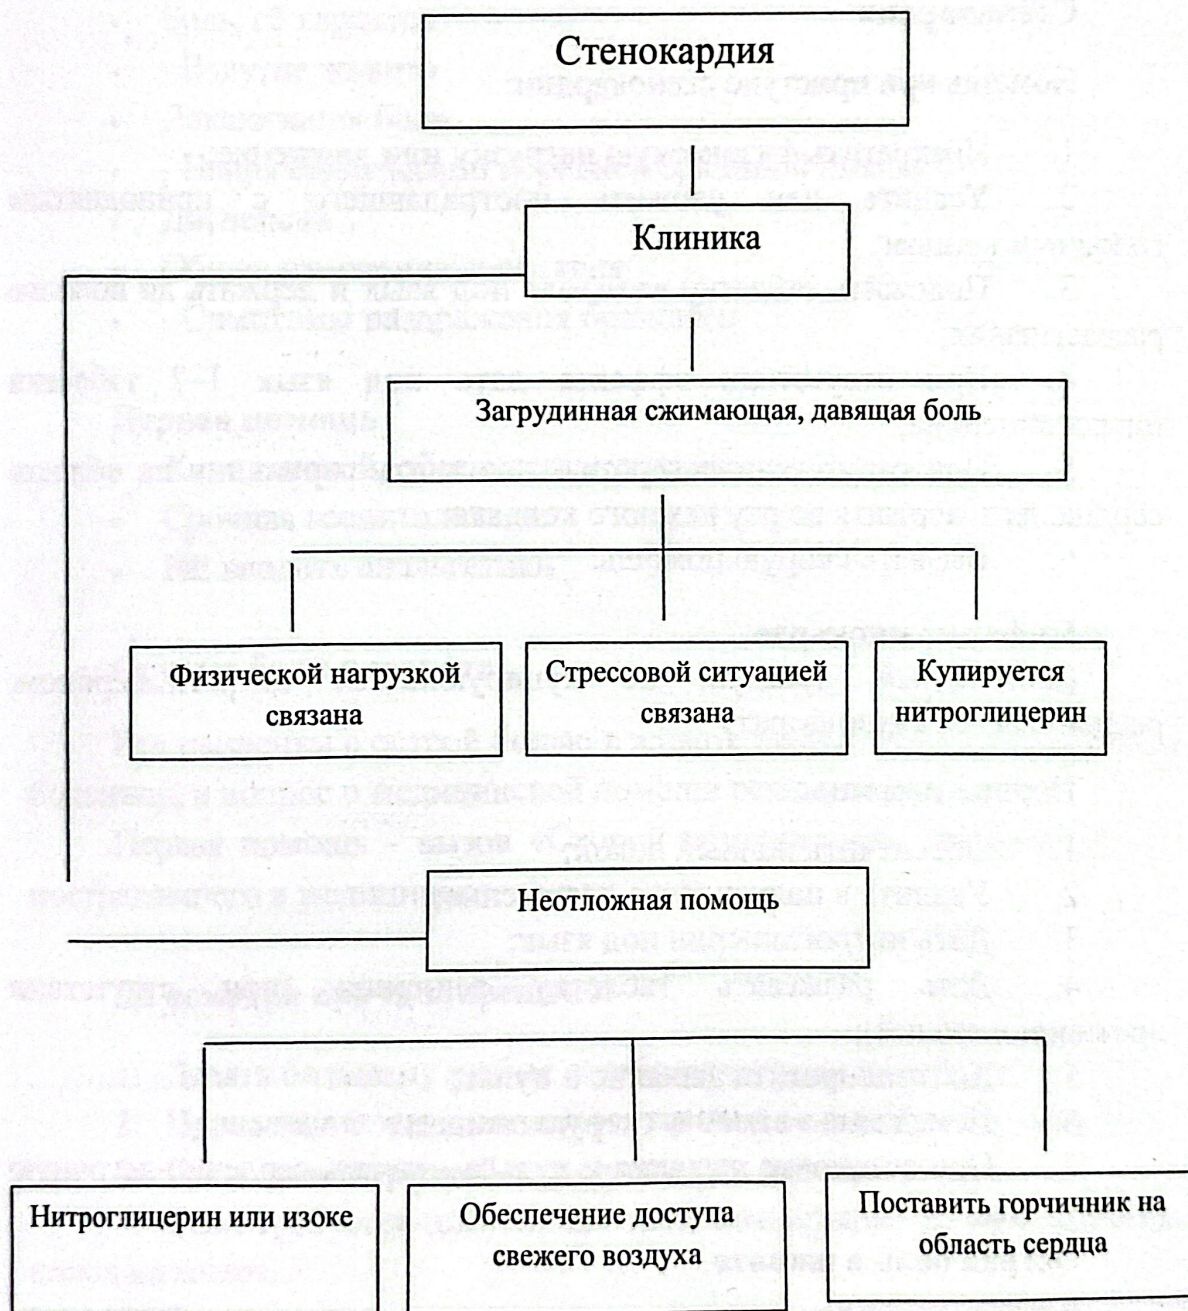 Стенокардия
Клиника
Загрудинная сжимающая, давящая боль
Физической нагрузкой
связана
Стрессовой ситуацией
связана
Купируется
нитроглицерин
Неотложная помощь
Нитроглицерин или изоке
Обеспечение доступа
свежего воздуха
Поставить горчичник на
область сердца